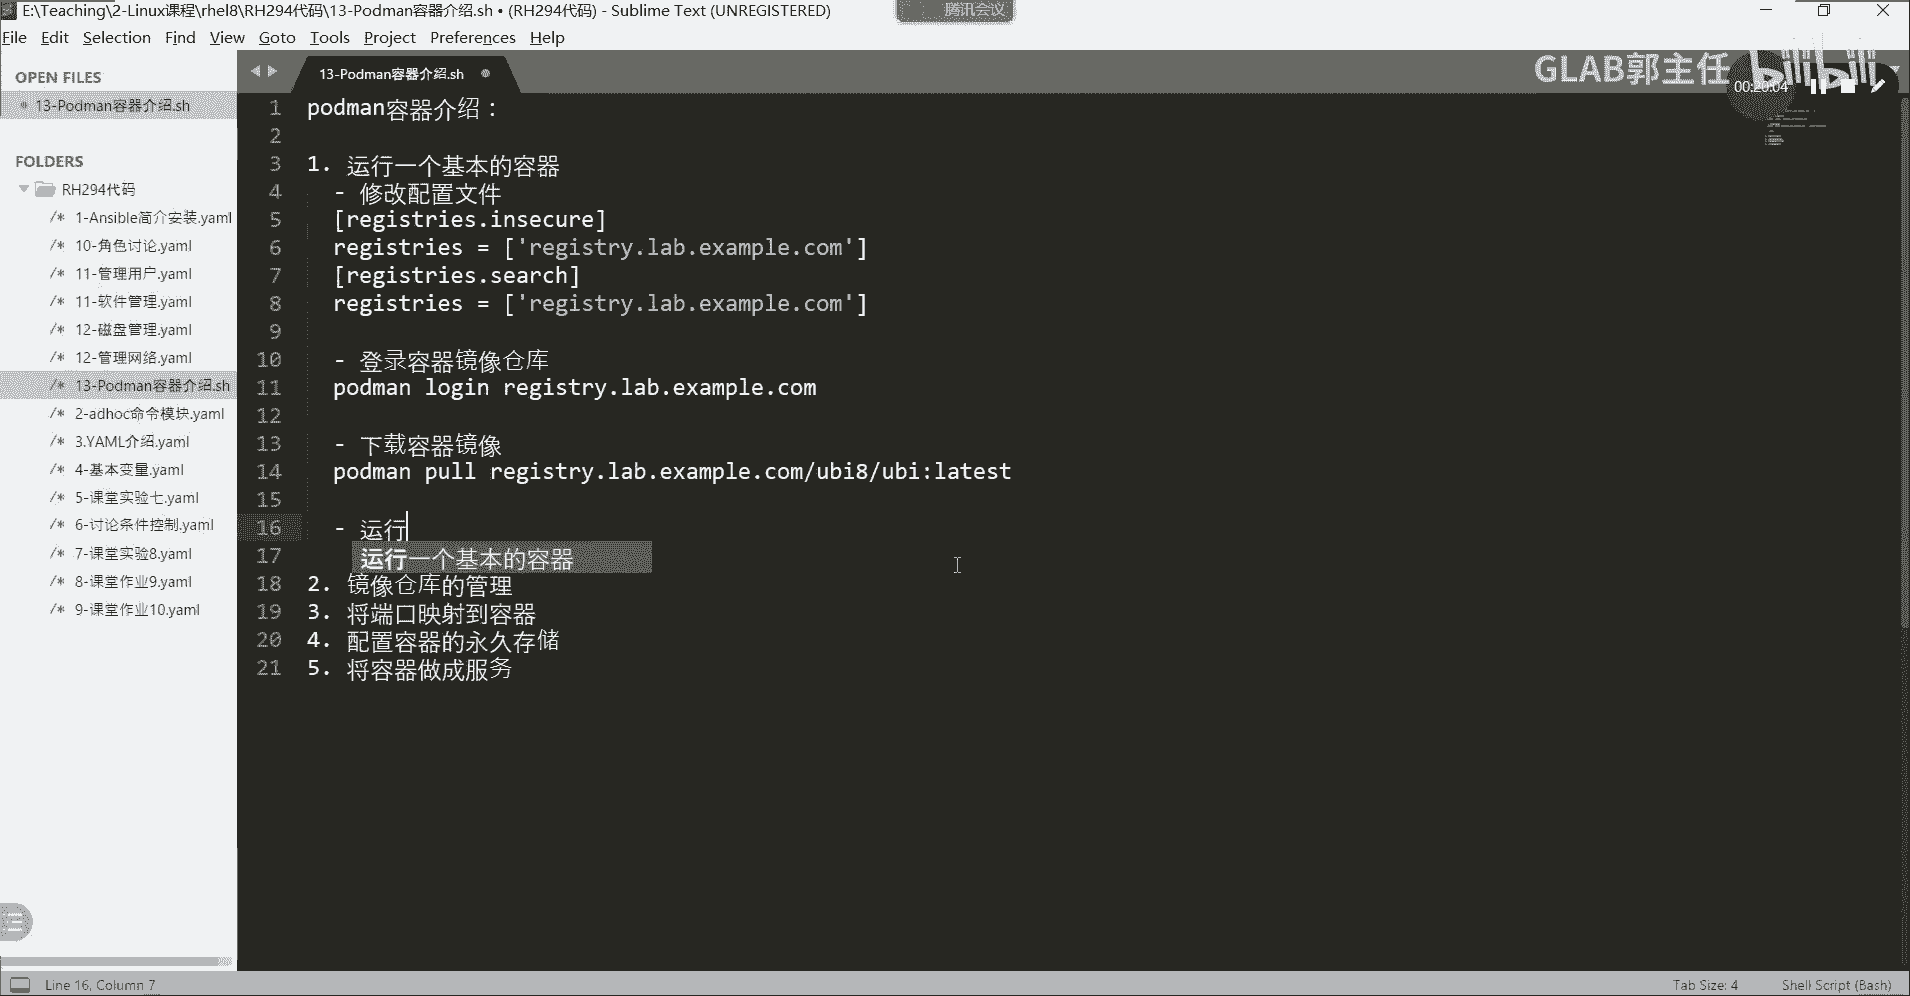 E:\Teaching\2-Linux课程\rhel8\RH294代码\13-Podman容器介绍.sh • (RH294代码) - Sublime Text (UNREGISTERED)
腾讯会议
File Edit Selection Find View Goto Tools Project Preferences Help
OPEN FILES
13-Podman容器介绍.sh
FOLDERS
RH294代码
/* 1-Ansible简介安装.yaml
/* 10-角色讨论.yaml
/* 11-管理用户.yaml
/* 11-软件管理.yaml
/* 12-磁盘管理.yaml
/* 12-管理网络.yaml
/* 13-Podman容器介绍.sh
/* 2-adhoc命令模块.yaml
/* 3.YAML介绍.yaml
/* 4-基本变量.yaml
/* 5-课堂实验七.yaml
/* 6-讨论条件控制.yaml
/* 7-课堂实验8.yaml
/* 8-课堂作业9.yaml
/* 9-课堂作业10.yaml
13-Podman容器介绍.sh
GLAB郭主任 bilibili
00:20:04
1 podman容器介绍：
2
3 1. 运行一个基本的容器
4 - 修改配置文件
5 [registries.insecure]
6 registries = ['registry.lab.example.com']
7 [registries.search]
8 registries = ['registry.lab.example.com']
9
10 - 登录容器镜像仓库
11 podman login registry.lab.example.com
12
13 - 下载容器镜像
14 podman pull registry.lab.example.com/ubi8/ubi:latest
15
16 - 运行
17 运行一个基本的容器
18 2. 镜像仓库的管理
19 3. 将端口映射到容器
20 4. 配置容器的永久存储
21 5. 将容器做成服务
Line 16, Column 7
Tab Size: 4
Shell Script (Bash)